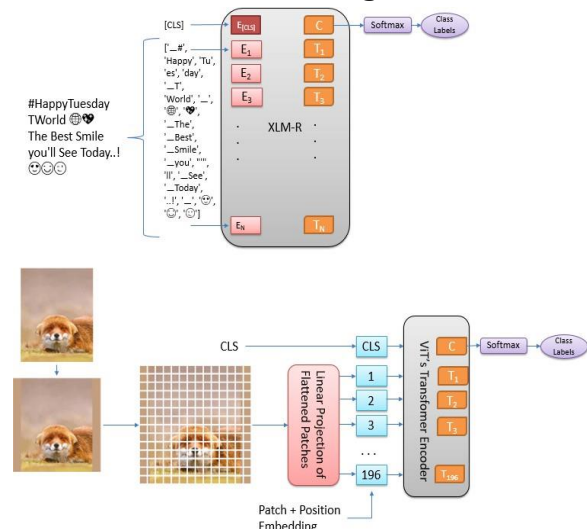 [CLS]
E[CLS]
C
Softmax
Class
Labels
#HappyTuesday
TWorld 🌐💖
The Best Smile
you'll See Today..!
['_#',
'Happy', 'Tu',
'es', 'day',
'_T',
'World', '_',
'🌐', '💖',
'_The',
'_Best',
'_Smile',
'_you', "'",
'll', '_See',
'_Today',
'..!', '_',
E1
E2
E3
EN
XLM-R
T1
T2
T3
TN
CLS
CLS
1
2
3
...
196
Linear Projection of
Flattened Patches
Patch + Position
Embedding
ViT's Transfomer Encoder
C
T1
T2
T3
T196
Softmax
Class
Labels